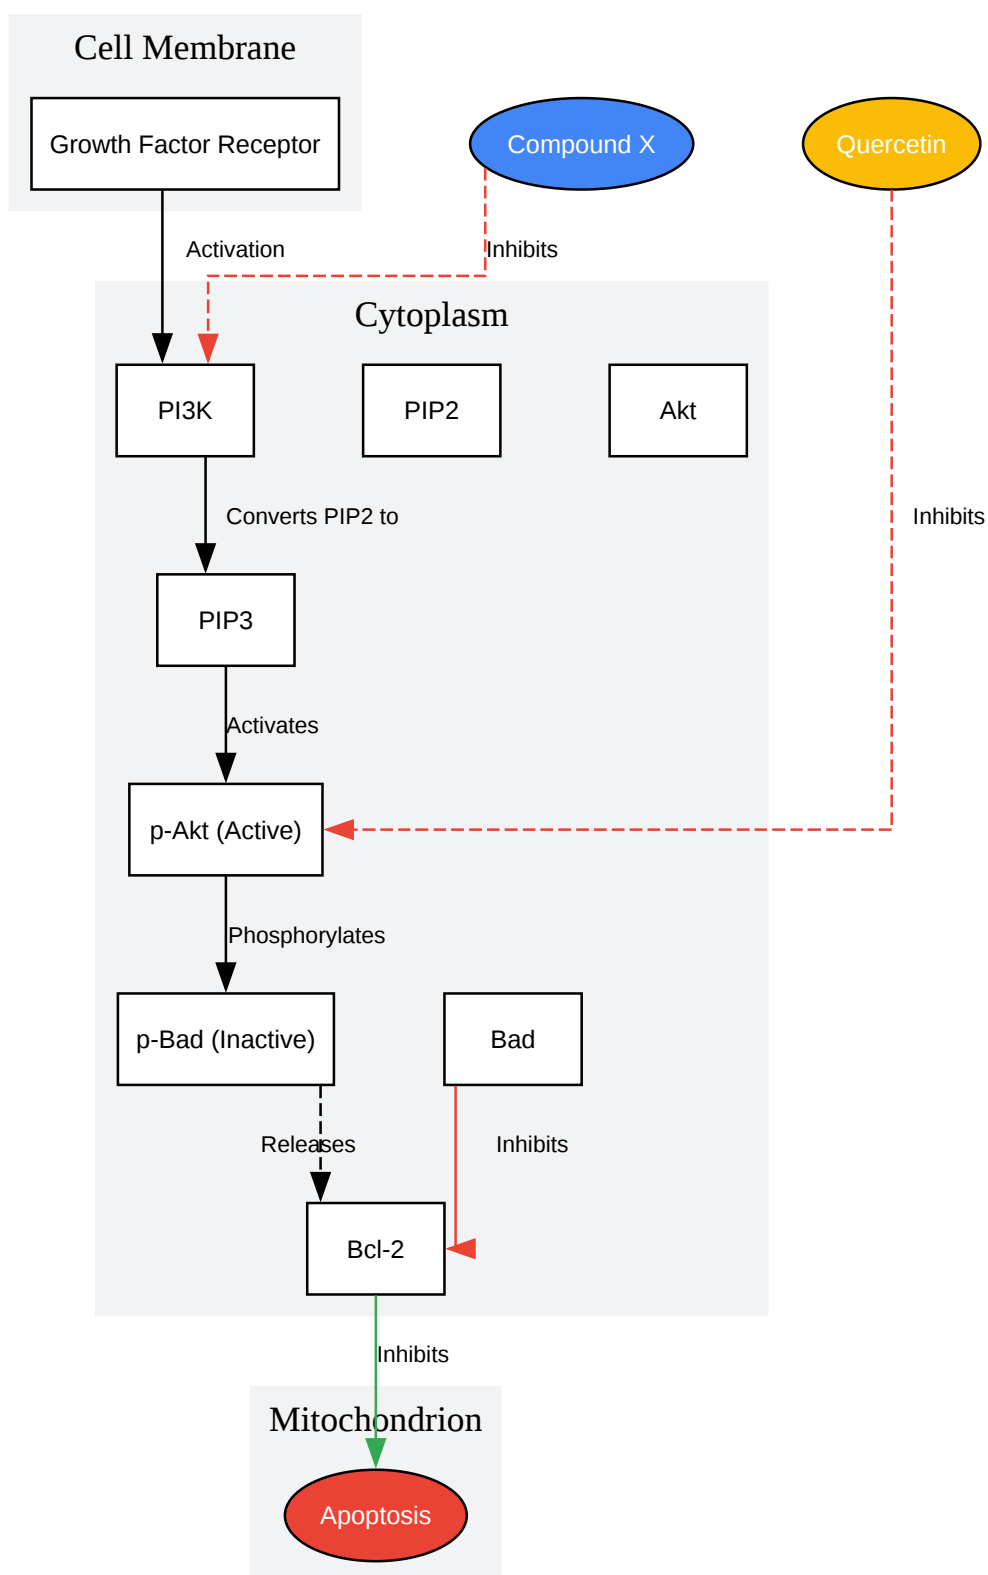 Cell Membrane
Growth Factor Receptor
Compound X
Quercetin
Activation
Inhibits
Cytoplasm
PI3K
PIP2
Akt
Converts PIP2 to
Inhibits
PIP3
Activates
p-Akt (Active)
Phosphorylates
p-Bad (Inactive)
Bad
Releases
Inhibits
Bcl-2
Inhibits
Mitochondrion
Apoptosis